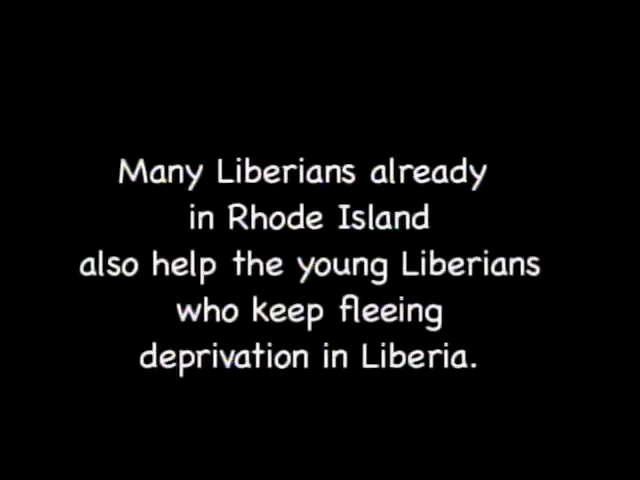 Many Liberians already
in Rhode Island
also help the young Liberians
who keep fleeing
deprivation in Liberia.